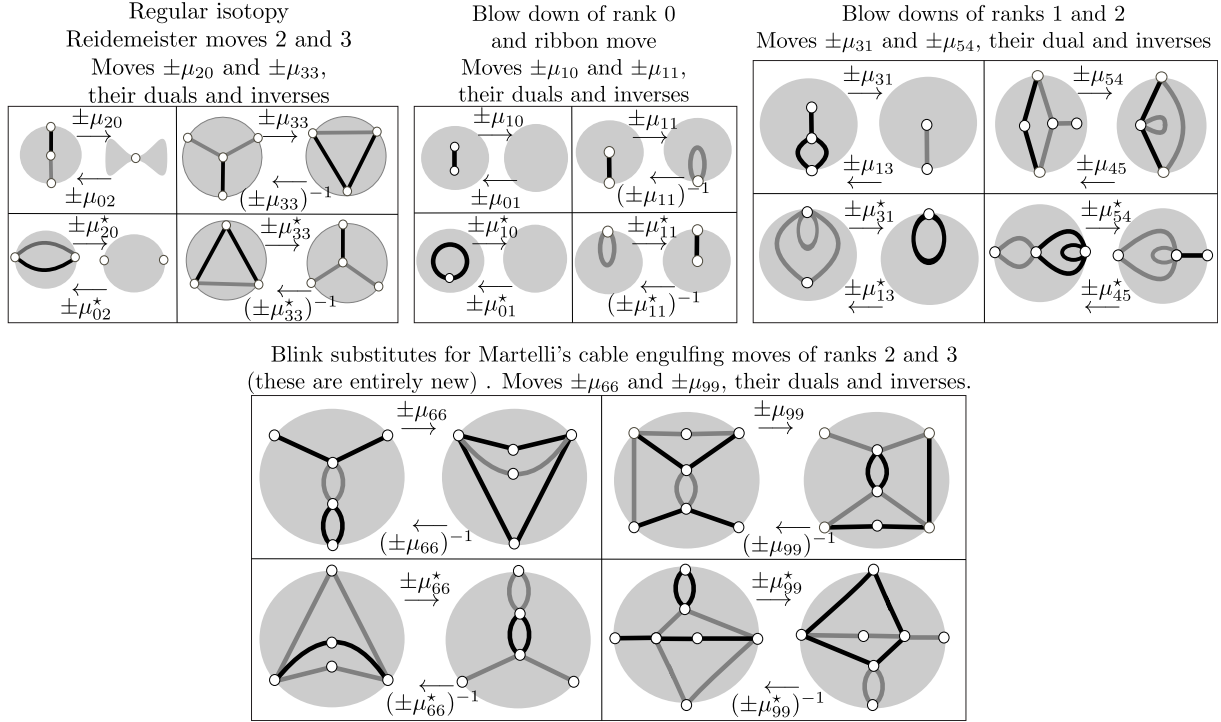 Regular isotopy
Reidemeister moves 2 and 3
Moves ±μ₂₀ and ±μ₃₃,
their duals and inverses
±μ₂₀
±μ₀₂
±μ₃₃
(±μ₃₃)⁻¹
±μ⋆₂₀
±μ⋆₀₂
±μ⋆₃₃
(±μ⋆₃₃)⁻¹
Blow down of rank 0
and ribbon move
Moves ±μ₁₀ and ±μ₁₁,
their duals and inverses
±μ₁₀
±μ₀₁
±μ₁₁
(±μ₁₁)⁻¹
±μ⋆₁₀
±μ⋆₀₁
±μ⋆₁₁
(±μ⋆₁₁)⁻¹
Blow downs of ranks 1 and 2
Moves ±μ₃₁ and ±μ₅₄, their dual and inverses
±μ₃₁
±μ₁₃
±μ₅₄
±μ₄₅
±μ⋆₃₁
±μ⋆₁₃
±μ⋆₅₄
±μ⋆₄₅
Blink substitutes for Martelli's cable engulfing moves of ranks 2 and 3
(these are entirely new) . Moves ±μ₆₆ and ±μ₉₉, their duals and inverses.
±μ₆₆
(±μ₆₆)⁻¹
±μ₉₉
(±μ₉₉)⁻¹
±μ⋆₆₆
(±μ⋆₆₆)⁻¹
±μ⋆₉₉
(±μ⋆₉₉)⁻¹